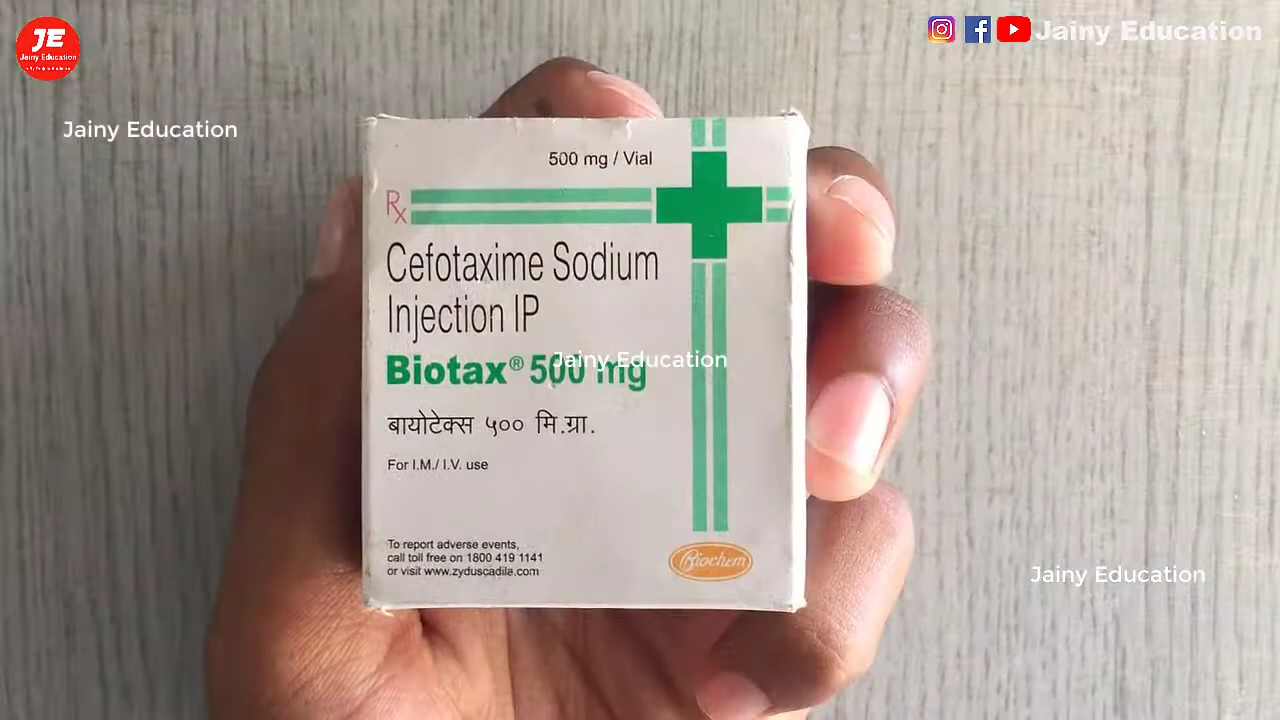 JE
Jainy Education
Jainy Education
Jainy Education
500 mg / Vial
Rx
Cefotaxime Sodium
Injection IP
Biotax® 500 mg
Jainy Education
बायोटेक्स ५०० मि.ग्रा.
For I.M./ I.V. use
To report adverse events,
call toll free on 1800 419 1141
or visit www.zyduscadila.com
Biochem
Jainy Education